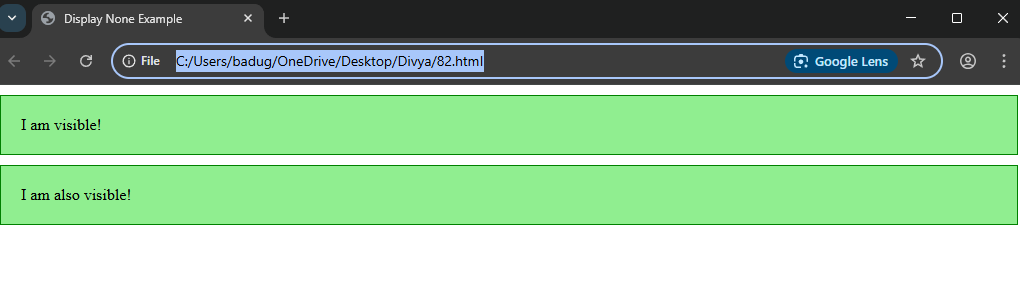 Display None Example
File
C:/Users/badug/OneDrive/Desktop/Divya/82.html
Google Lens
I am visible!
I am also visible!